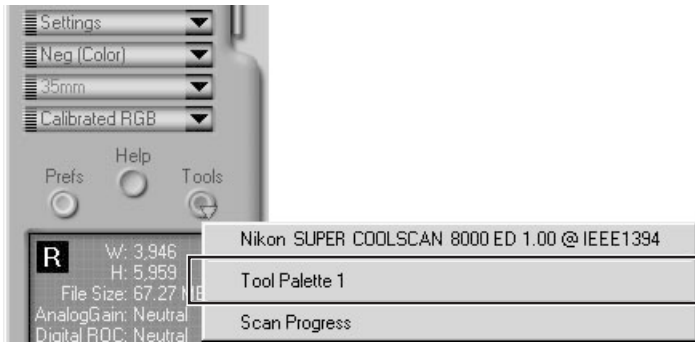 Settings
Neg (Color)
35mm
Calibrated RGB
Help
Prefs
Tools
R
W: 3,946
H: 5,959
File Size: 67.27 MB
AnalogGain: Neutral
Digital ROC: Neutral
Nikon SUPER COOLSCAN 8000 ED 1.00 @ IEEE1394
Tool Palette 1
Scan Progress